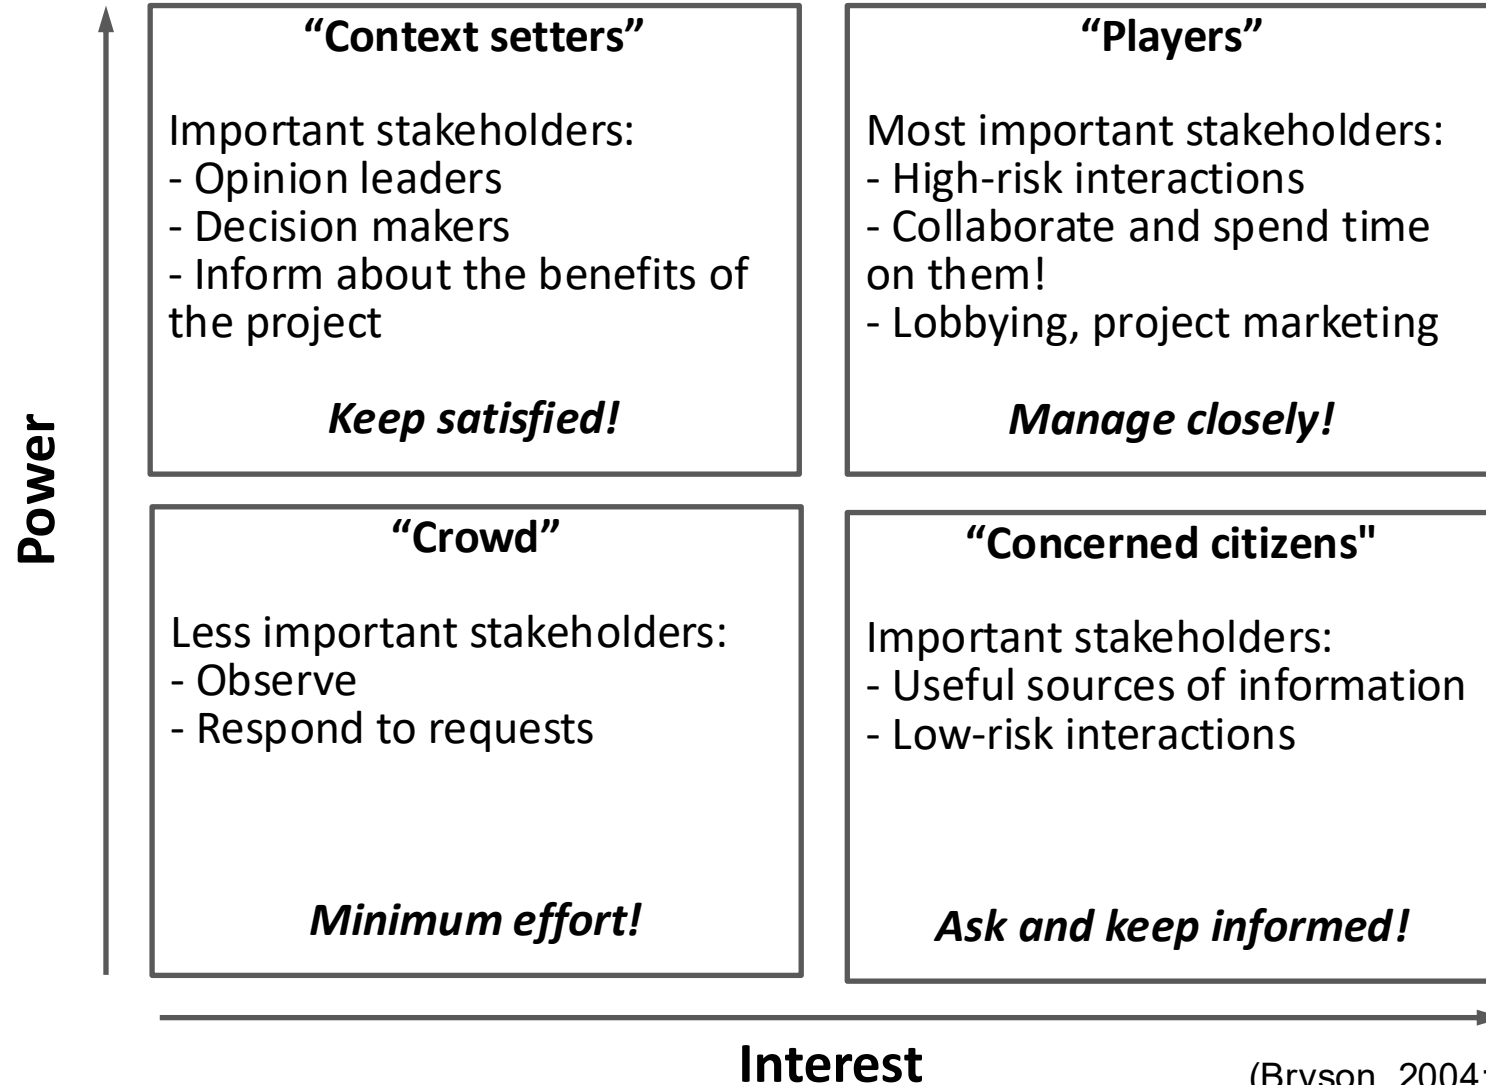 “Context setters”
Important stakeholders:
- Opinion leaders
- Decision makers
- Inform about the benefits of
the project
Keep satisfied!
“Players”
Most important stakeholders:
- High-risk interactions
- Collaborate and spend time
on them!
- Lobbying, project marketing
Manage closely!
Power
“Crowd”
Less important stakeholders:
- Observe
- Respond to requests
Minimum effort!
“Concerned citizens"
Important stakeholders:
- Useful sources of information
- Low-risk interactions
Ask and keep informed!
Interest
(Bryson, 2004;